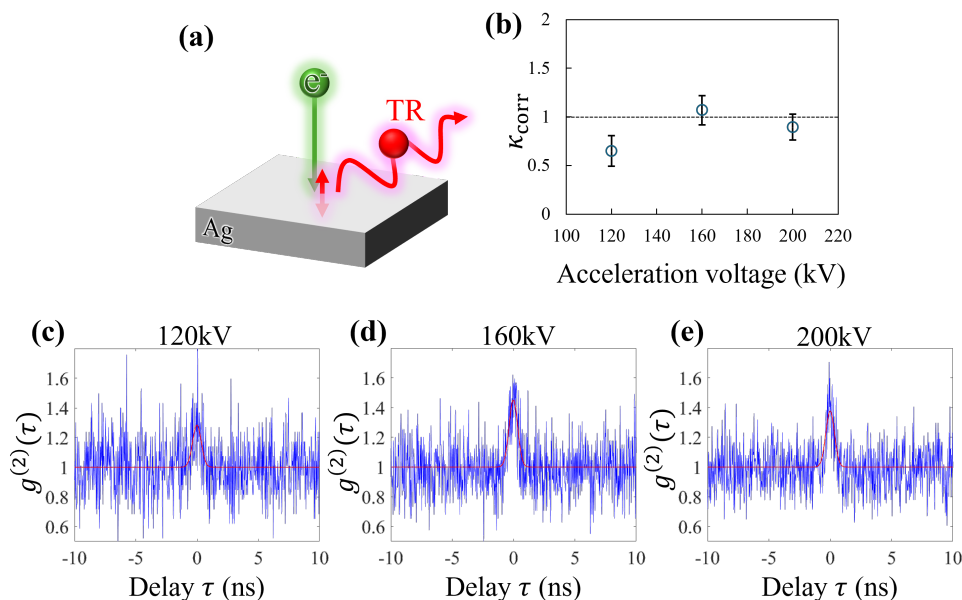 (a)
e⁻
TR
Ag
(b)
κcorr
2
1.5
1
0.5
0
100 120 140 160 180 200 220
Acceleration voltage (kV)
(c) 120kV
g⁽²⁾(τ)
1.6
1.4
1.2
1
0.8
0.6
-10 -5 0 5 10
Delay τ (ns)
(d) 160kV
g⁽²⁾(τ)
1.6
1.4
1.2
1
0.8
0.6
-10 -5 0 5 10
Delay τ (ns)
(e) 200kV
g⁽²⁾(τ)
1.6
1.4
1.2
1
0.8
0.6
-10 -5 0 5 10
Delay τ (ns)